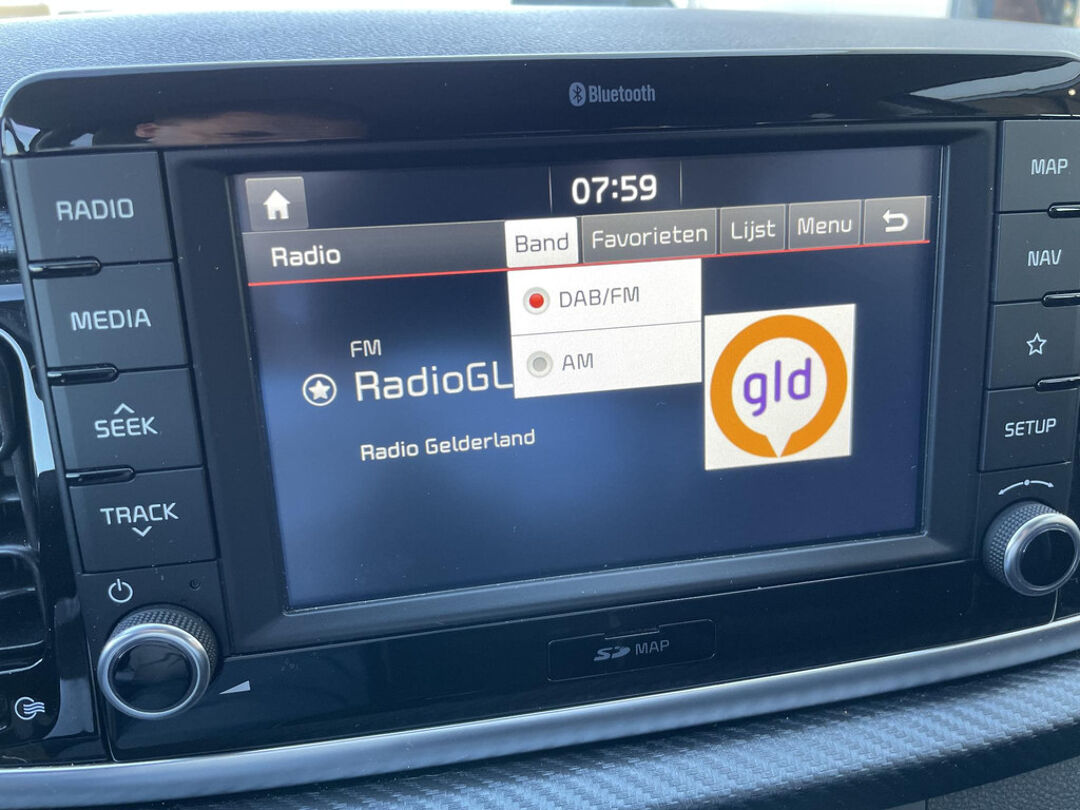 Bluetooth
RADIO
MEDIA
SEEK
TRACK
07:59
Radio
Band
Favorieten
Lijst
Menu
DAB/FM
AM
FM
RadioGL
Radio Gelderland
gld
MAP
NAV
SETUP
SD MAP